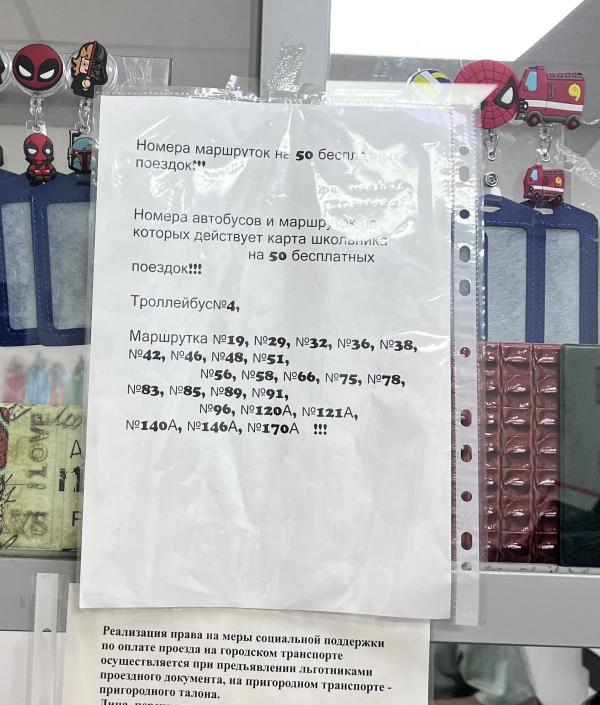 Номера маршруток на 50 бесплатных
поездок!!!
Номера автобусов и маршруток на
которых действует карта школьника
на 50 бесплатных
поездок!!!
Троллейбус№4,
Маршрутка №19, №29, №32, №36, №38,
№42, №46, №48, №51,
№56, №58, №66, №75, №78,
№83, №85, №89, №91,
№96, №120А, №121А,
№140А, №146А, №170А !!!
Реализация права на меры социальной поддержки
по оплате проезда на городском транспорте
осуществляется при предъявлении льготниками
проездного документа, на пригородном транспорте -
пригородного талона.
I LOVE